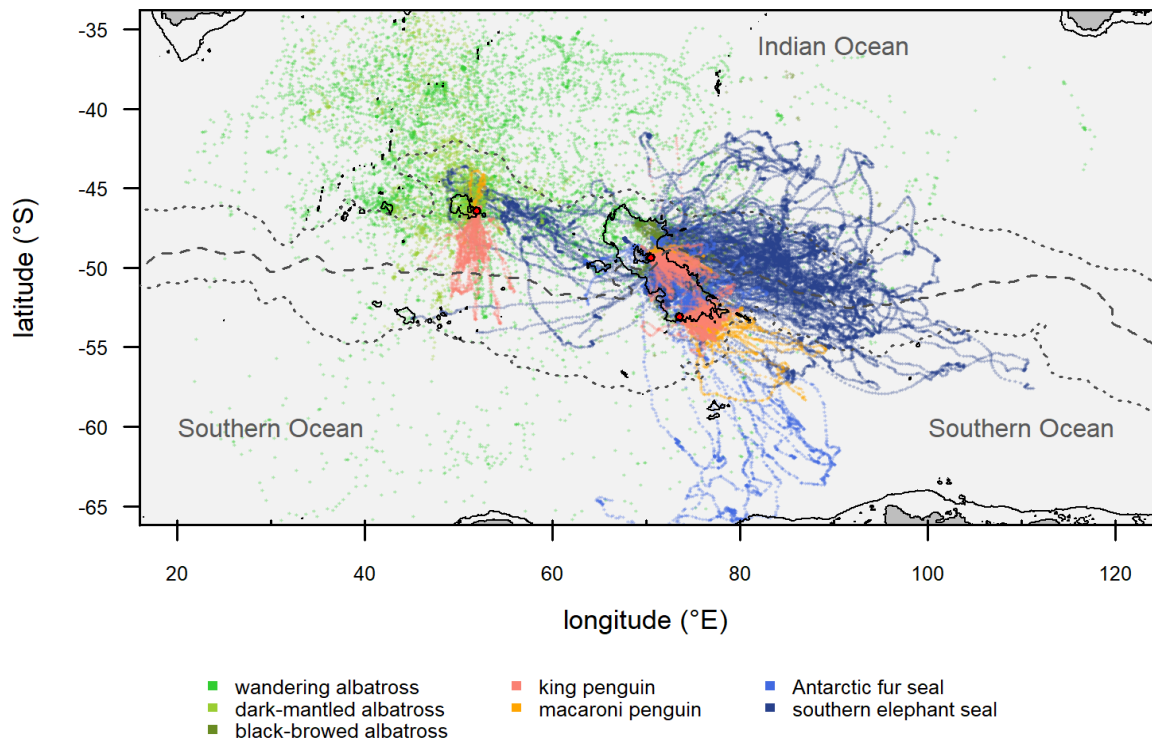 -35
-40
-45
-50
-55
-60
-65
latitude (°S)
Indian Ocean
Southern Ocean
Southern Ocean
20
40
60
80
100
120
longitude (°E)
wandering albatross
dark-mantled albatross
black-browed albatross
king penguin
macaroni penguin
Antarctic fur seal
southern elephant seal